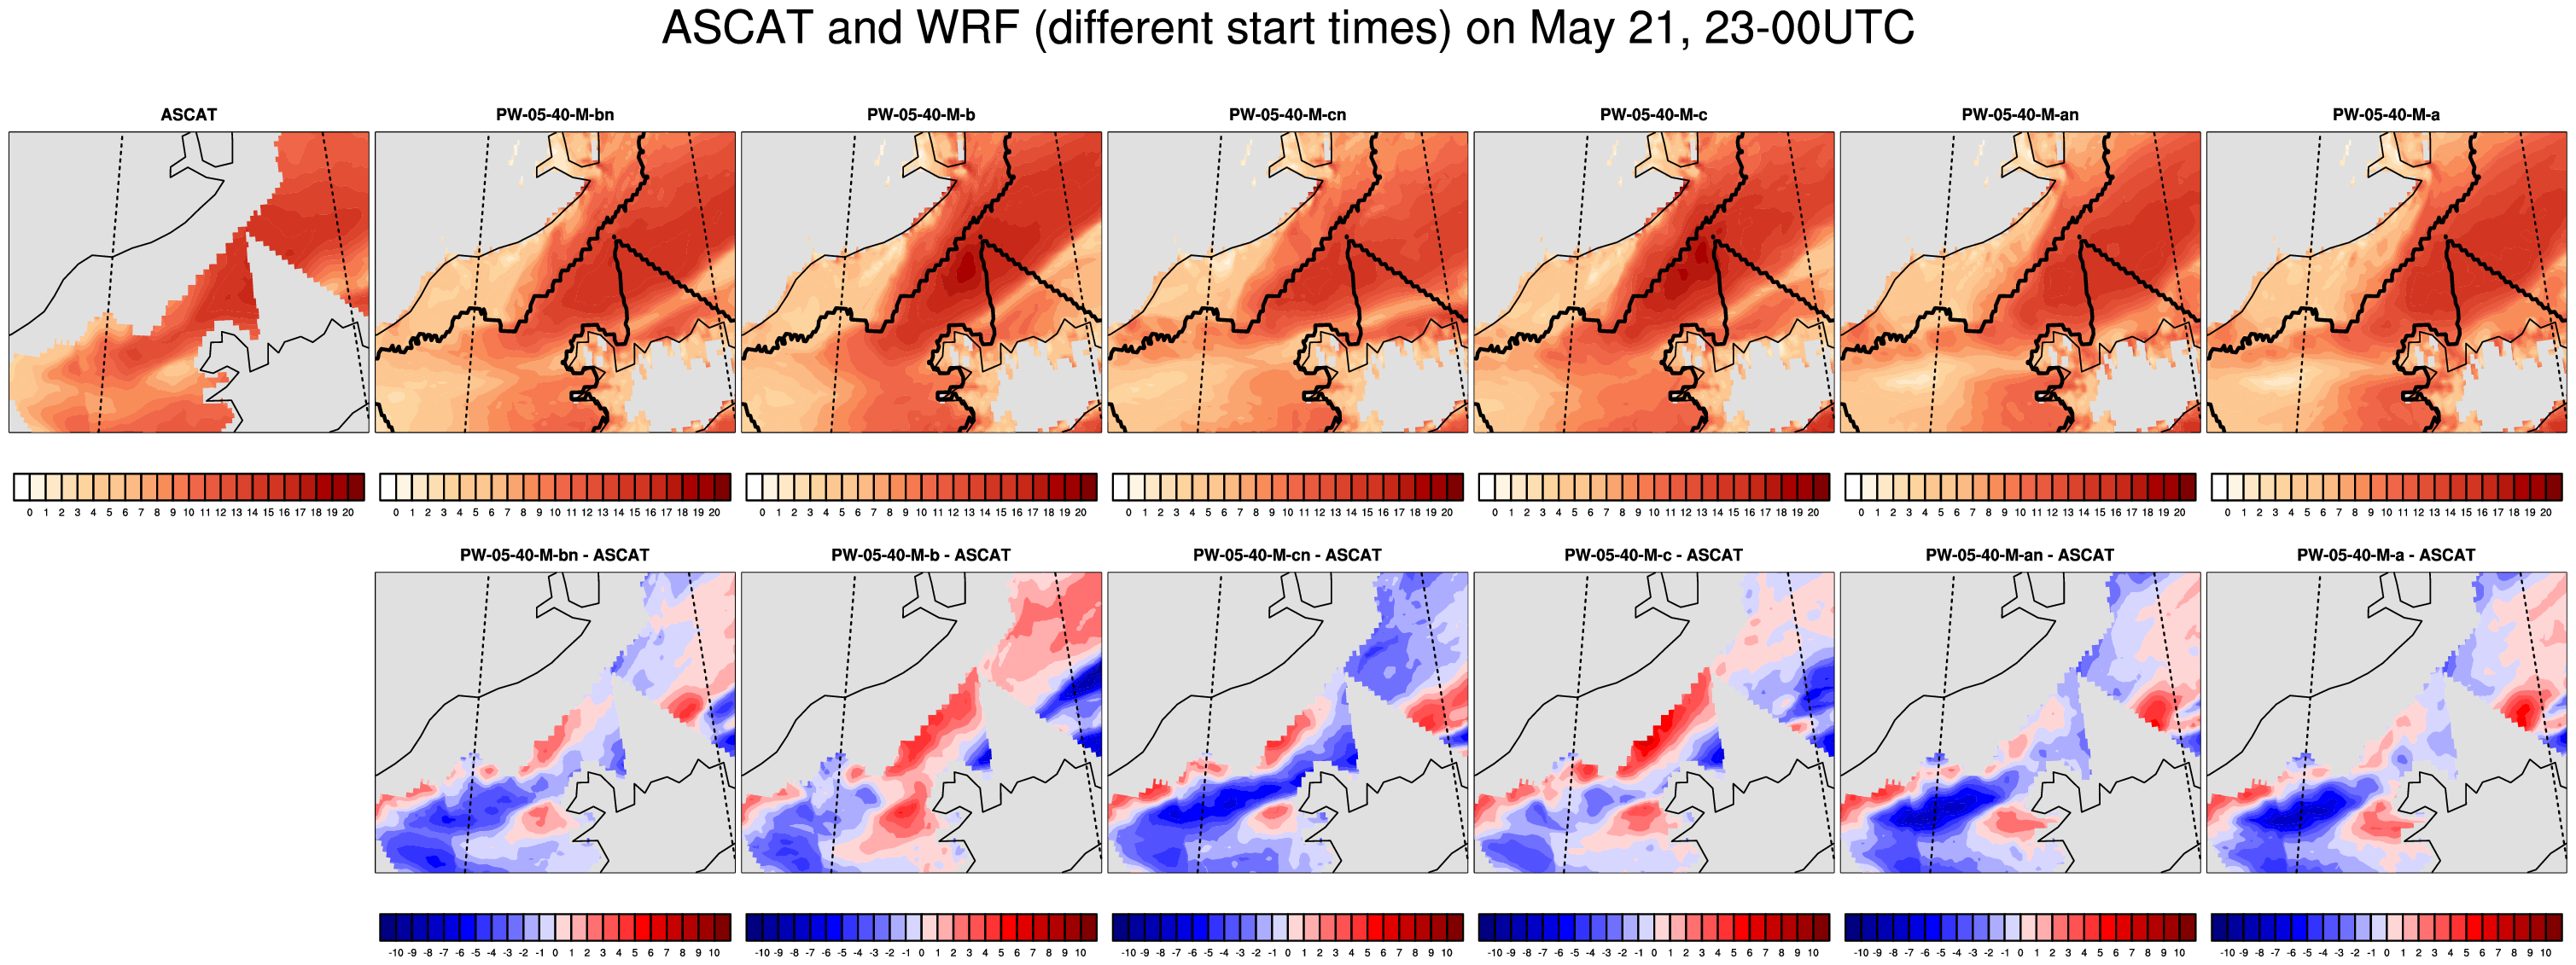 ASCAT and WRF (different start times) on May 21, 23-00UTC
ASCAT PW-05-40-M-bn PW-05-40-M-b PW-05-40-M-cn PW-05-40-M-c PW-05-40-M-an PW-05-40-M-a
0 1 2 3 4 5 6 7 8 9 10 11 12 13 14 15 16 17 18 19 20 0 1 2 3 4 5 6 7 8 9 10 11 12 13 14 15 16 17 18 19 20 0 1 2 3 4 5 6 7 8 9 10 11 12 13 14 15 16 17 18 19 20 0 1 2 3 4 5 6 7 8 9 10 11 12 13 14 15 16 17 18 19 20 0 1 2 3 4 5 6 7 8 9 10 11 12 13 14 15 16 17 18 19 20 0 1 2 3 4 5 6 7 8 9 10 11 12 13 14 15 16 17 18 19 20 0 1 2 3 4 5 6 7 8 9 10 11 12 13 14 15 16 17 18 19 20
PW-05-40-M-bn - ASCAT PW-05-40-M-b - ASCAT PW-05-40-M-cn - ASCAT PW-05-40-M-c - ASCAT PW-05-40-M-an - ASCAT PW-05-40-M-a - ASCAT
-10 -9 -8 -7 -6 -5 -4 -3 -2 -1 0 1 2 3 4 5 6 7 8 9 10 -10 -9 -8 -7 -6 -5 -4 -3 -2 -1 0 1 2 3 4 5 6 7 8 9 10 -10 -9 -8 -7 -6 -5 -4 -3 -2 -1 0 1 2 3 4 5 6 7 8 9 10 -10 -9 -8 -7 -6 -5 -4 -3 -2 -1 0 1 2 3 4 5 6 7 8 9 10 -10 -9 -8 -7 -6 -5 -4 -3 -2 -1 0 1 2 3 4 5 6 7 8 9 10 -10 -9 -8 -7 -6 -5 -4 -3 -2 -1 0 1 2 3 4 5 6 7 8 9 10